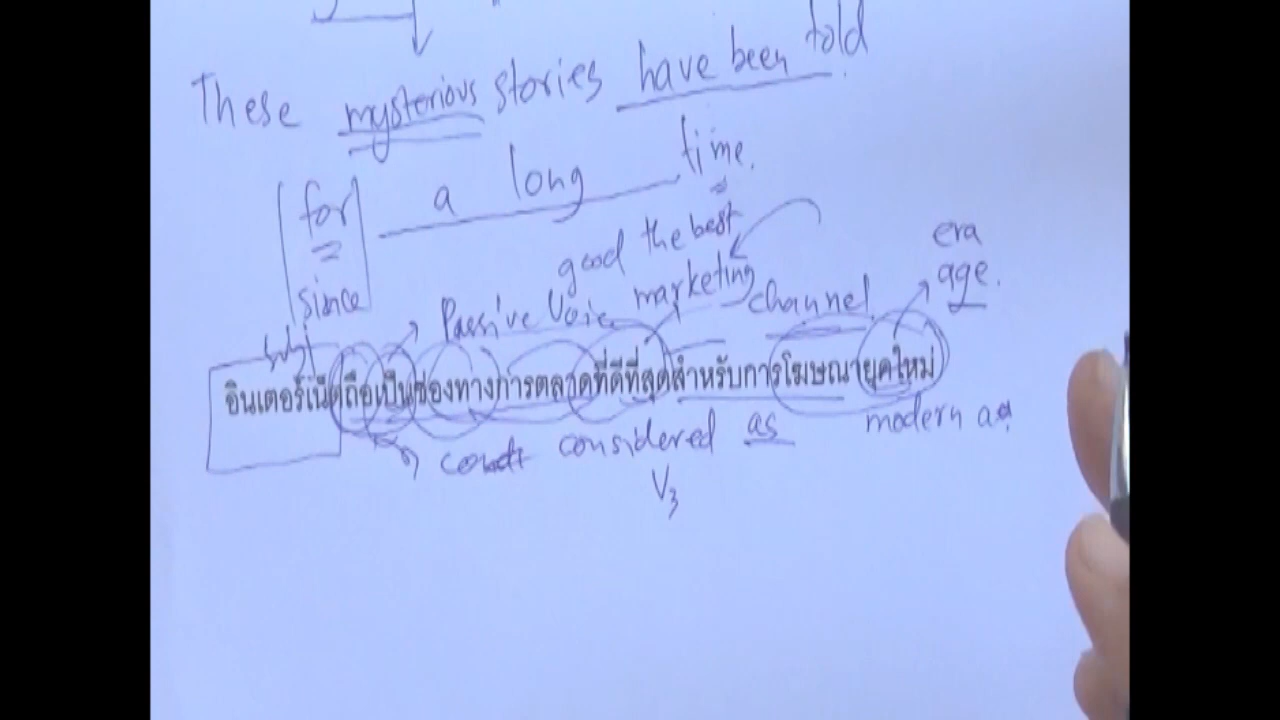 These mysterious stories have been told
for a long time.
=
since
good the best
era
age.
Passive Voice marketing channel
subj
อินเตอร์เน็ตถือเป็นช่องทางการตลาดที่ดีที่สุดสำหรับการโฆษณายุคใหม่
considered as modern
V3